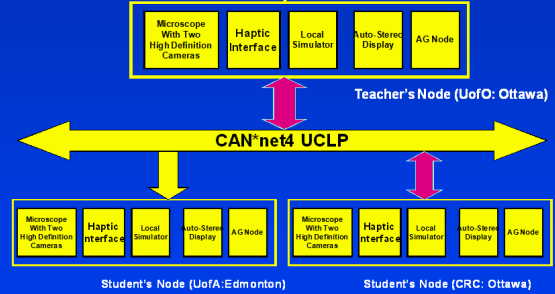 Microscope
With Two
High Definition
Cameras
Haptic
Interface
Local
Simulator
Auto-Stereo
Display
AG Node
Teacher's Node (UofO: Ottawa)
CAN*net4 UCLP
Microscope
With Two
High Definition
Cameras
Haptic
Interface
Local
Simulator
Auto-Stereo
Display
AG Node
Microscope
With Two
High Definition
Cameras
Haptic
Interface
Local
Simulator
Auto-Stereo
Display
AG Node
Student's Node (UofA:Edmonton)
Student's Node (CRC: Ottawa)